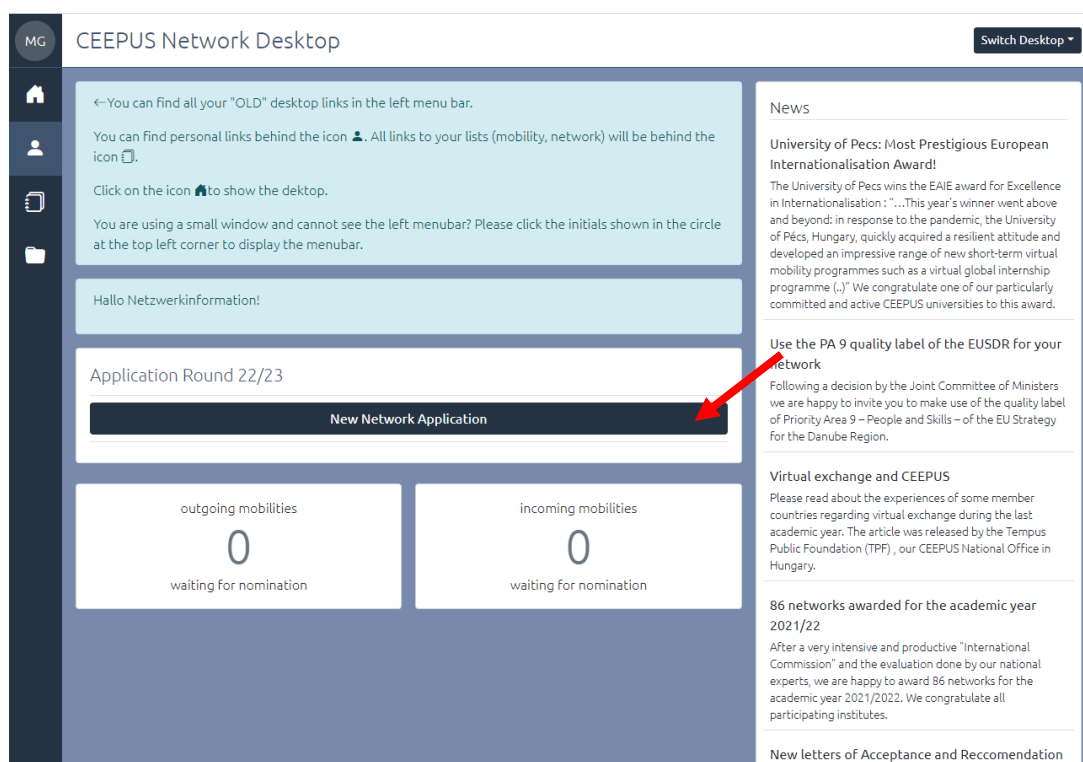 MG
CEEPUS Network Desktop
Switch Desktop
←You can find all your "OLD" desktop links in the left menu bar.
You can find personal links behind the icon . All links to your lists (mobility, network) will be behind the
icon .
Click on the icon to show the dektop.
You are using a small window and cannot see the left menubar? Please click the initials shown in the circle
at the top left corner to display the menubar.
Hallo Netzwerkinformation!
Application Round 22/23
New Network Application
outgoing mobilities
0
waiting for nomination
incoming mobilities
0
waiting for nomination
News
University of Pecs: Most Prestigious European
Internationalisation Award!
The University of Pecs wins the EAIE award for Excellence
in Internationalisation : "…This year's winner went above
and beyond: in response to the pandemic, the University
of Pécs, Hungary, quickly acquired a resilient attitude and
developed an impressive range of new short-term virtual
mobility programmes such as a virtual global internship
programme (..)" We congratulate one of our particularly
committed and active CEEPUS universities to this award.
Use the PA 9 quality label of the EUSDR for your
network
Following a decision by the Joint Committee of Ministers
we are happy to invite you to make use of the quality label
of Priority Area 9 – People and Skills – of the EU Strategy
for the Danube Region.
Virtual exchange and CEEPUS
Please read about the experiences of some member
countries regarding virtual exchange during the last
academic year. The article was released by the Tempus
Public Foundation (TPF) , our CEEPUS National Office in
Hungary.
86 networks awarded for the academic year
2021/22
After a very intensive and productive "International
Commission" and the evaluation done by our national
experts, we are happy to award 86 networks for the
academic year 2021/2022. We congratulate all
participating institutes.
New letters of Acceptance and Reccomendation